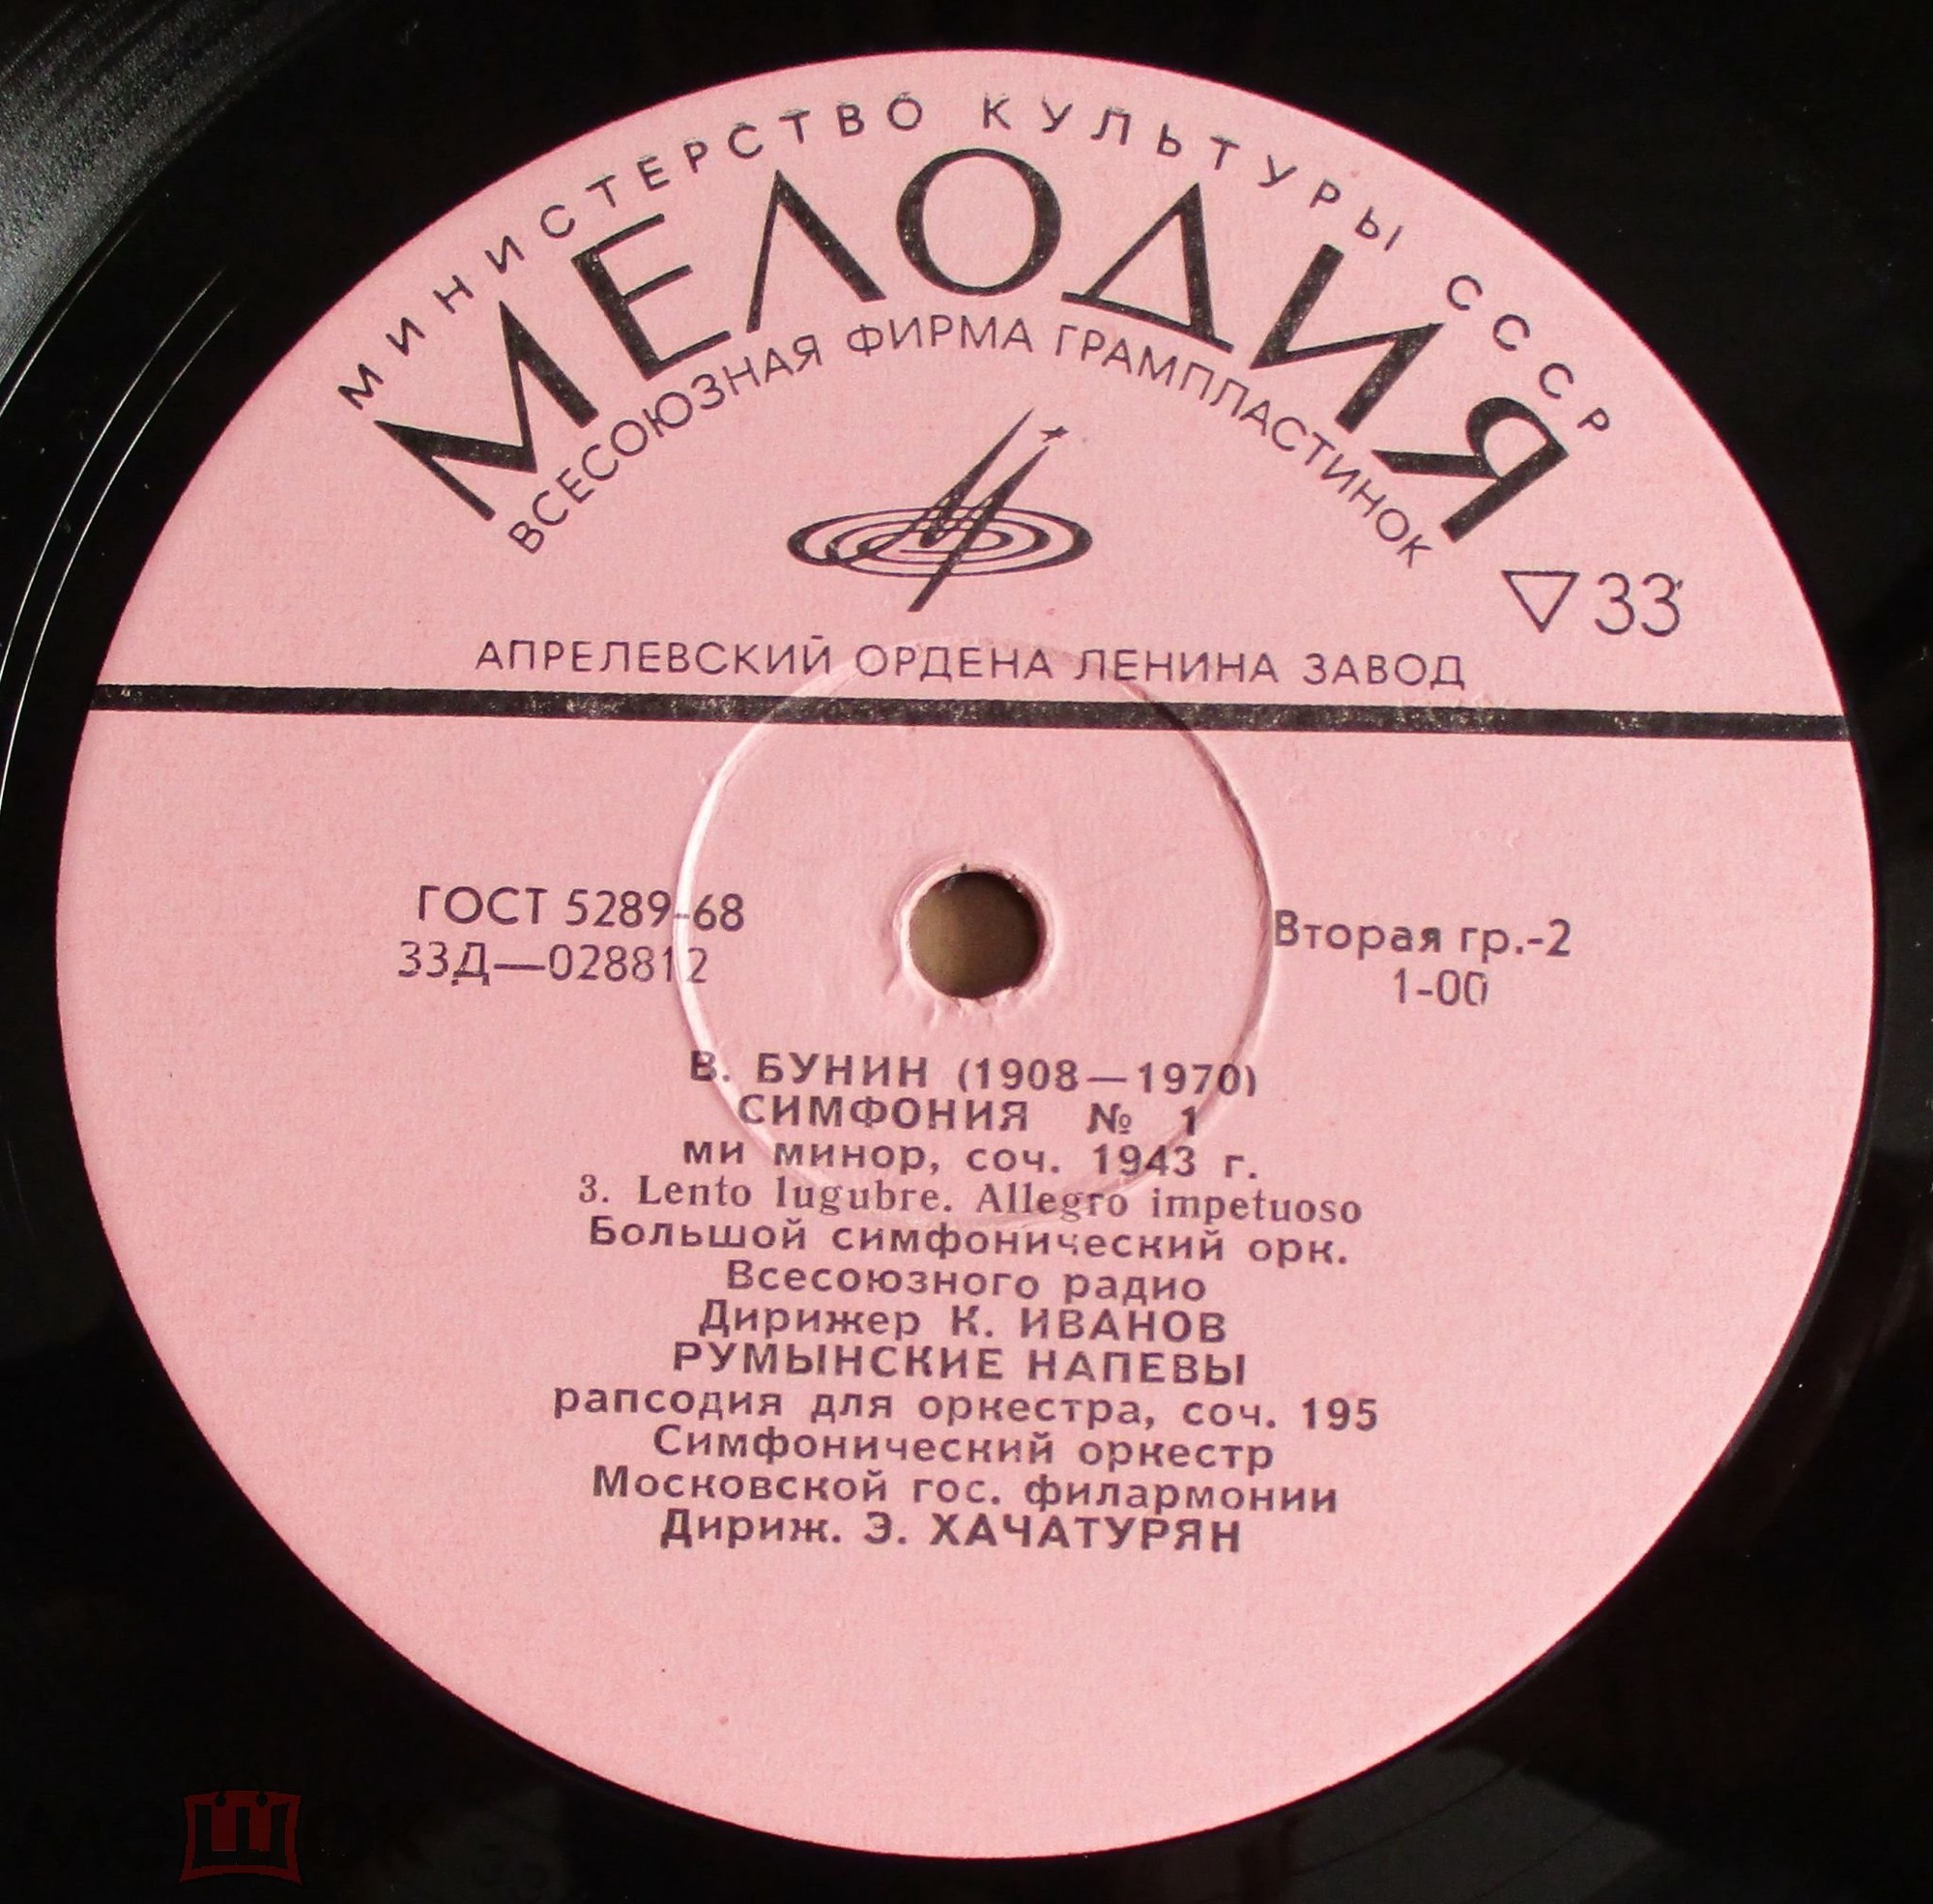 МИНИСТЕРСТВО КУЛЬТУРЫ СССР
МЕЛОДИЯ
ВСЕСОЮЗНАЯ ФИРМА ГРАМПЛАСТИНОК
▽ 33
АПРЕЛЕВСКИЙ ОРДЕНА ЛЕНИНА ЗАВОД
ГОСТ 5289-68
33Д—028812
Вторая гр.-2
1-00
В. БУНИН (1908—1970)
СИМФОНИЯ № 1
ми минор, соч. 1943 г.
3. Lento lugubre. Allegro impetuoso
Большой симфонический орк.
Всесоюзного радио
Дирижер К. ИВАНОВ
РУМЫНСКИЕ НАПЕВЫ
рапсодия для оркестра, соч. 195
Симфонический оркестр
Московской гос. филармонии
Дириж. Э. ХАЧАТУРЯН
мешок